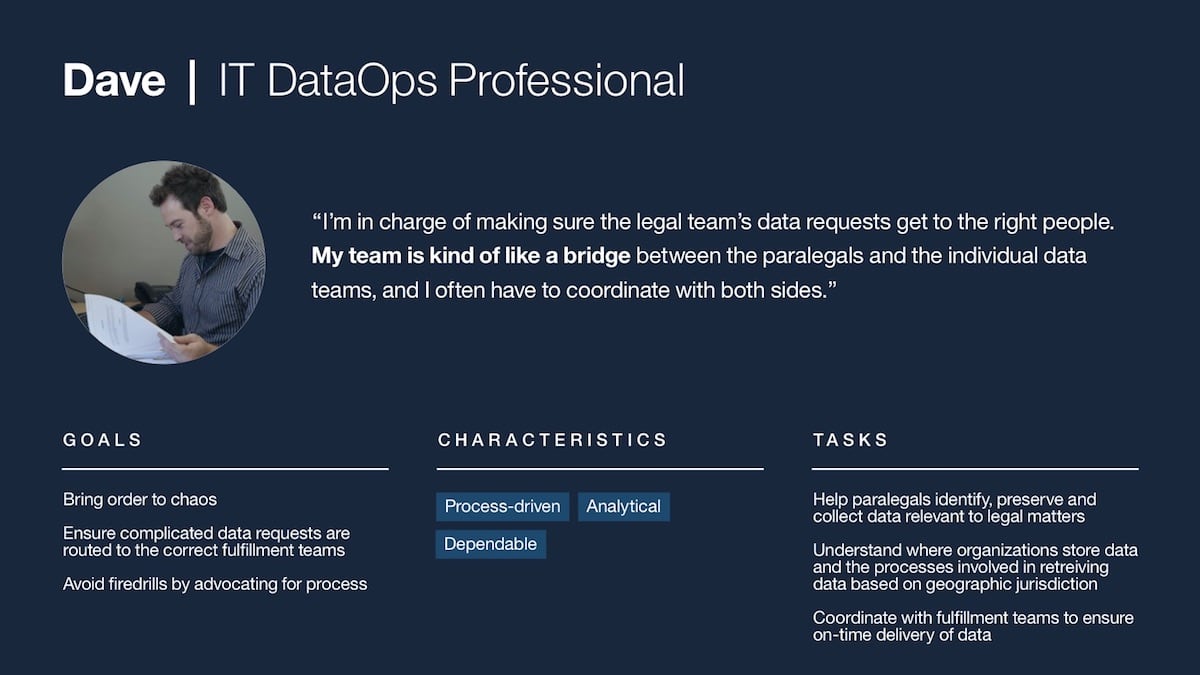 Dave | IT DataOps Professional
“I’m in charge of making sure the legal team’s data requests get to the right people.
My team is kind of like a bridge between the paralegals and the individual data
teams, and I often have to coordinate with both sides.”
GOALS
Bring order to chaos
Ensure complicated data requests are
routed to the correct fulfillment teams
Avoid firedrills by advocating for process
CHARACTERISTICS
Process-driven
Analytical
Dependable
TASKS
Help paralegals identify, preserve and
collect data relevant to legal matters
Understand where organizations store data
and the processes involved in retreiving
data based on geographic jurisdiction
Coordinate with fulfillment teams to ensure
on-time delivery of data